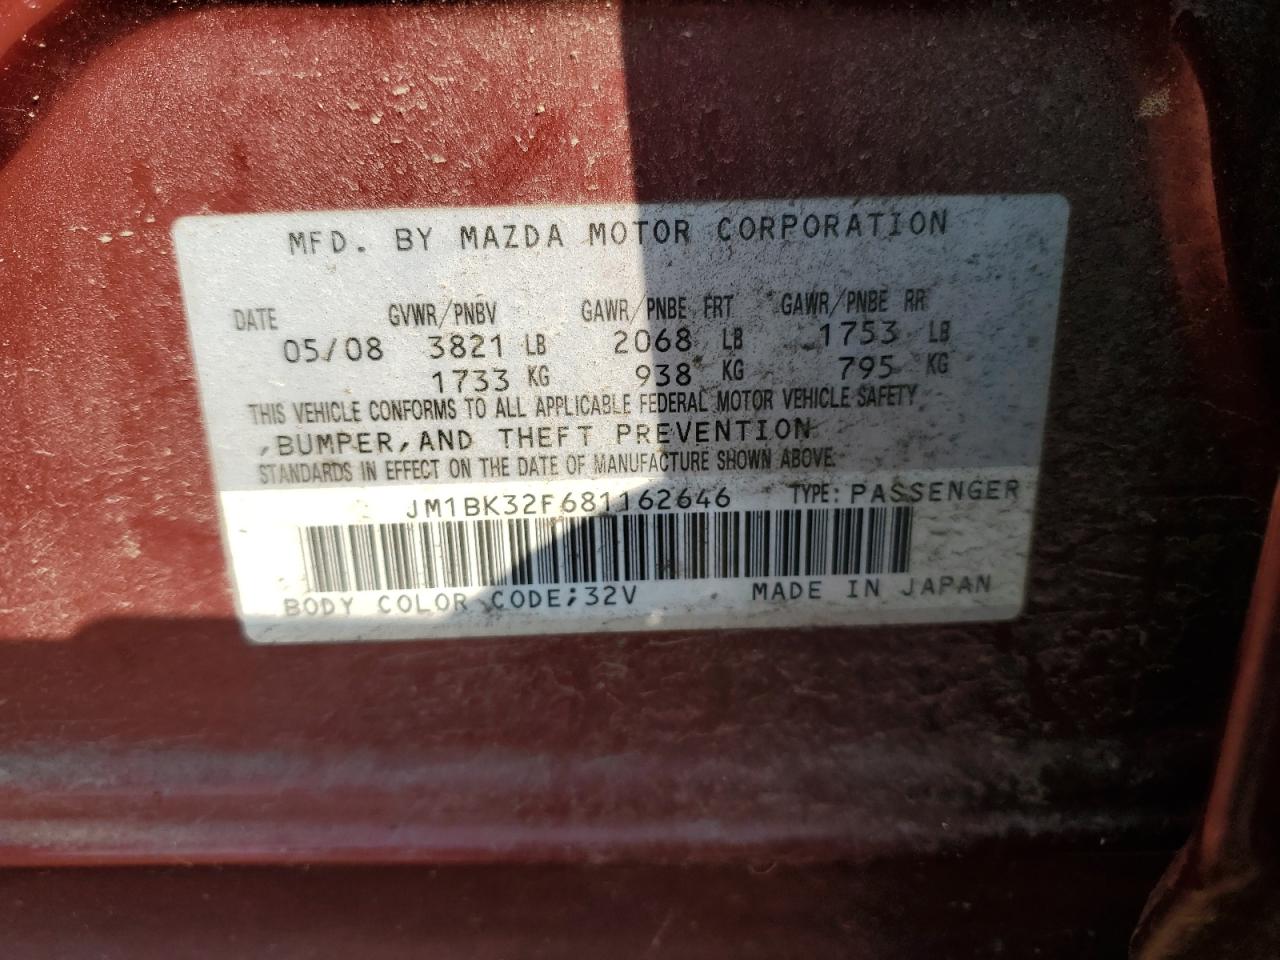 MFD. BY MAZDA MOTOR CORPORATION
DATE GVWR/PNBV GAWR/PNBE FRT GAWR/PNBE RR
05/08 3821 LB 2068 LB 1753 LB
1733 KG 938 KG 795 KG
THIS VEHICLE CONFORMS TO ALL APPLICABLE FEDERAL MOTOR VEHICLE SAFETY
,BUMPER,AND THEFT PREVENTION
STANDARDS IN EFFECT ON THE DATE OF MANUFACTURE SHOWN ABOVE.
JM1BK32F681162646 TYPE: PASSENGER
BODY COLOR CODE;32V MADE IN JAPAN